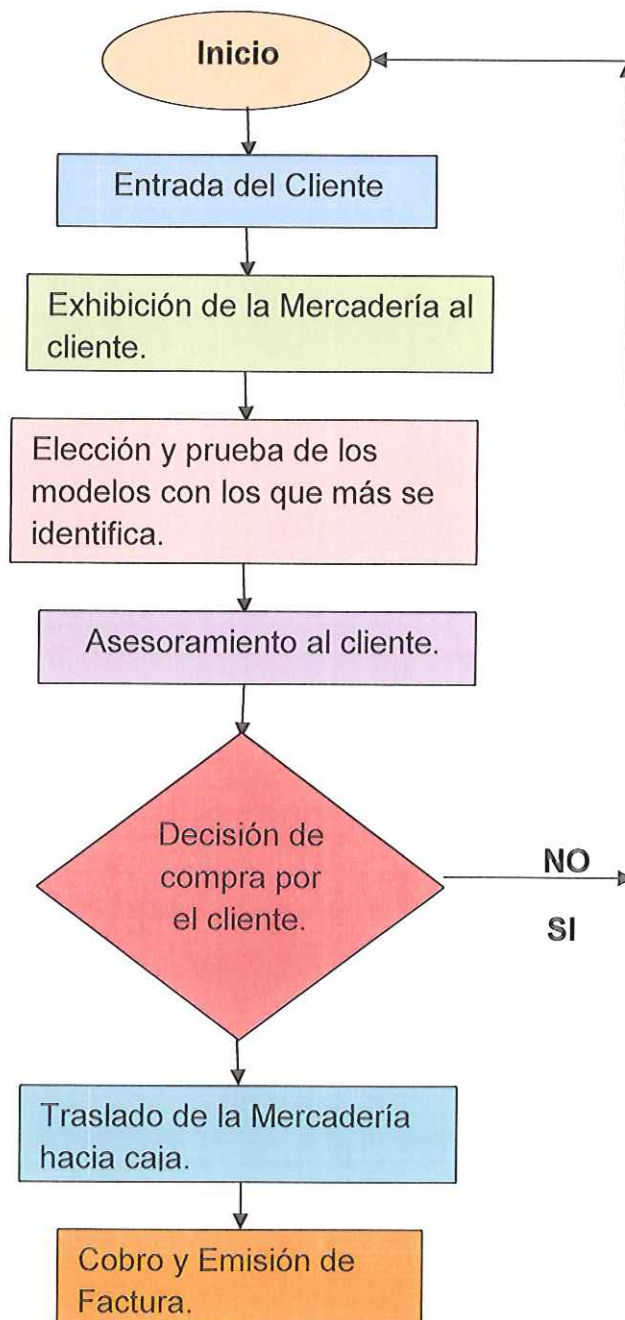 Inicio
Entrada del Cliente
Exhibición de la Mercadería al
cliente.
Elección y prueba de los
modelos con los que más se
identifica.
Asesoramiento al cliente.
Decisión de
compra por
el cliente.
NO
SI
Traslado de la Mercadería
hacia caja.
Cobro y Emisión de
Factura.